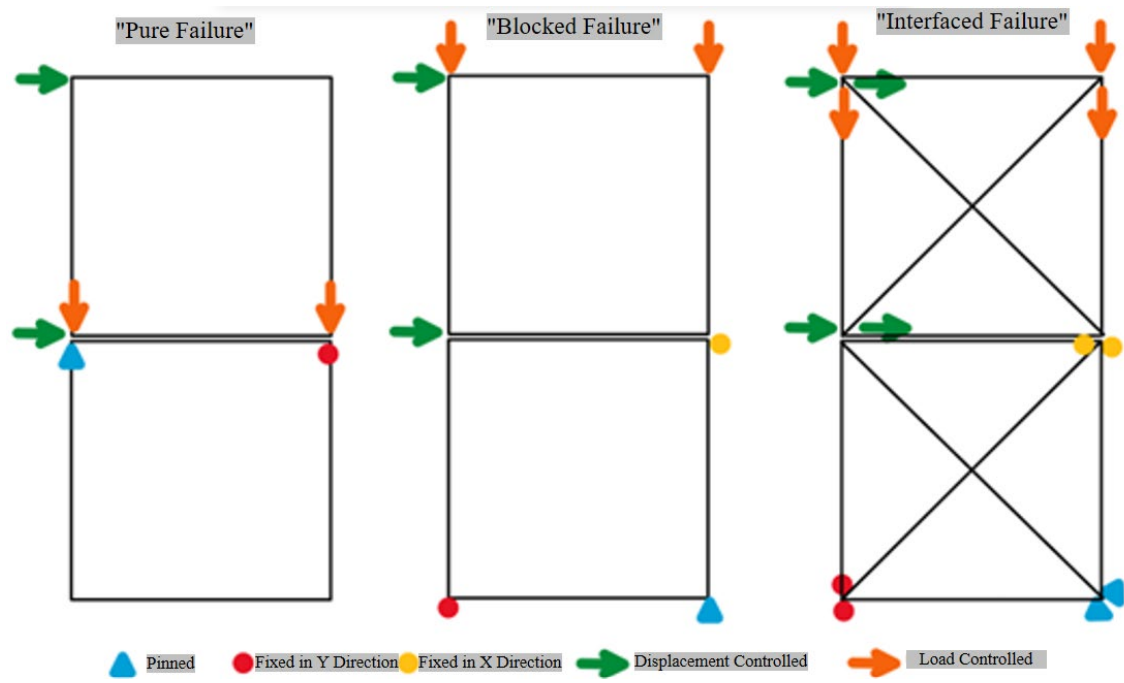 "Pure Failure"
"Blocked Failure"
"Interfaced Failure"
Pinned
Fixed in Y Direction
Fixed in X Direction
Displacement Controlled
Load Controlled